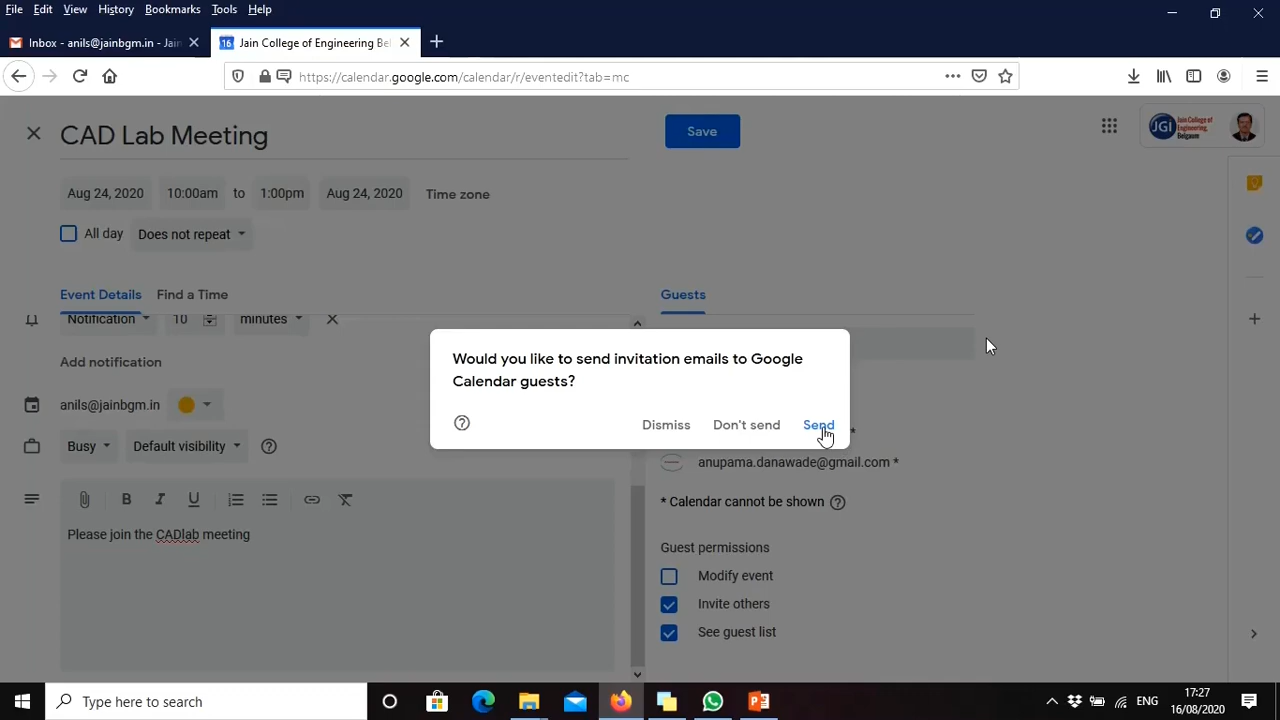 File Edit View History Bookmarks Tools Help
Inbox - anils@jainbgm.in - Jain
16 Jain College of Engineering Be
https://calendar.google.com/calendar/r/eventedit?tab=mc
CAD Lab Meeting
Save
JGI Jain College of Engineering, Belgaum
Aug 24, 2020 10:00am to 1:00pm Aug 24, 2020 Time zone
All day Does not repeat
Event Details Find a Time
Guests
Notification 10 minutes
Add notification
Would you like to send invitation emails to Google
Calendar guests?
Dismiss Don't send Send
anils@jainbgm.in
Busy Default visibility
*
anupama.danawade@gmail.com *
* Calendar cannot be shown
B I U
Please join the CADlab meeting
Guest permissions
Modify event
Invite others
See guest list
Type here to search
ENG
17:27
16/08/2020